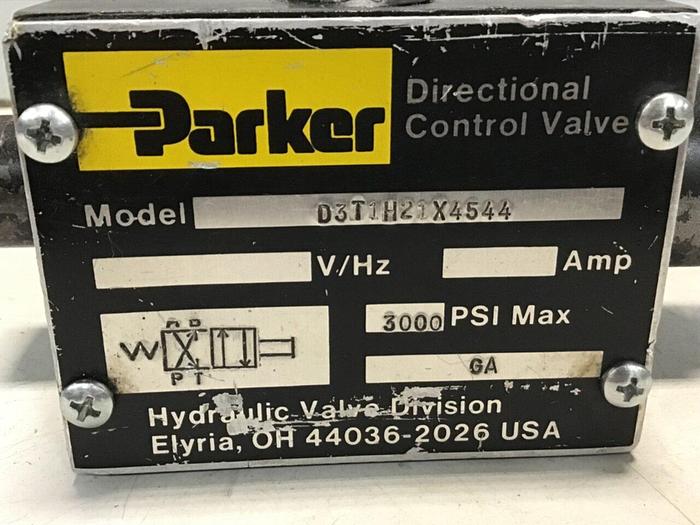 Parker
Directional
Control Valve
Model D3T1H21X4544
V/Hz Amp
3000 PSI Max
A B
P T
GA
Hydraulic Valve Division
Elyria, OH 44036-2026 USA